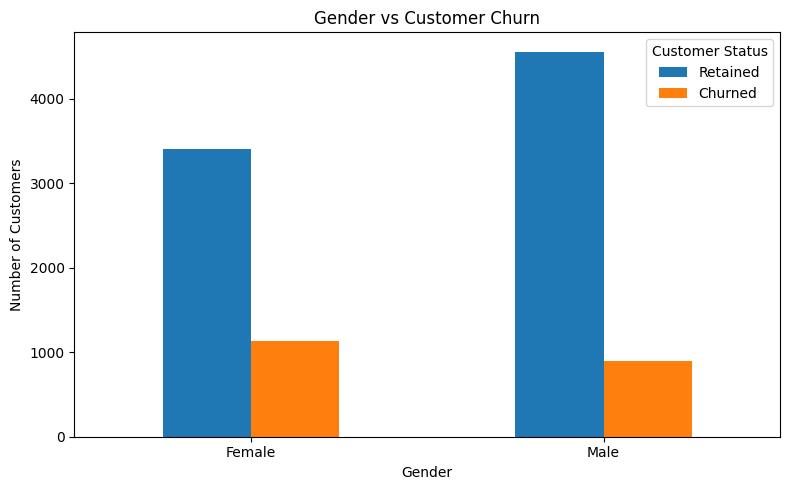 Gender vs Customer Churn
Customer Status
Retained
Churned
Number of Customers
4000
3000
2000
1000
0
Female
Male
Gender